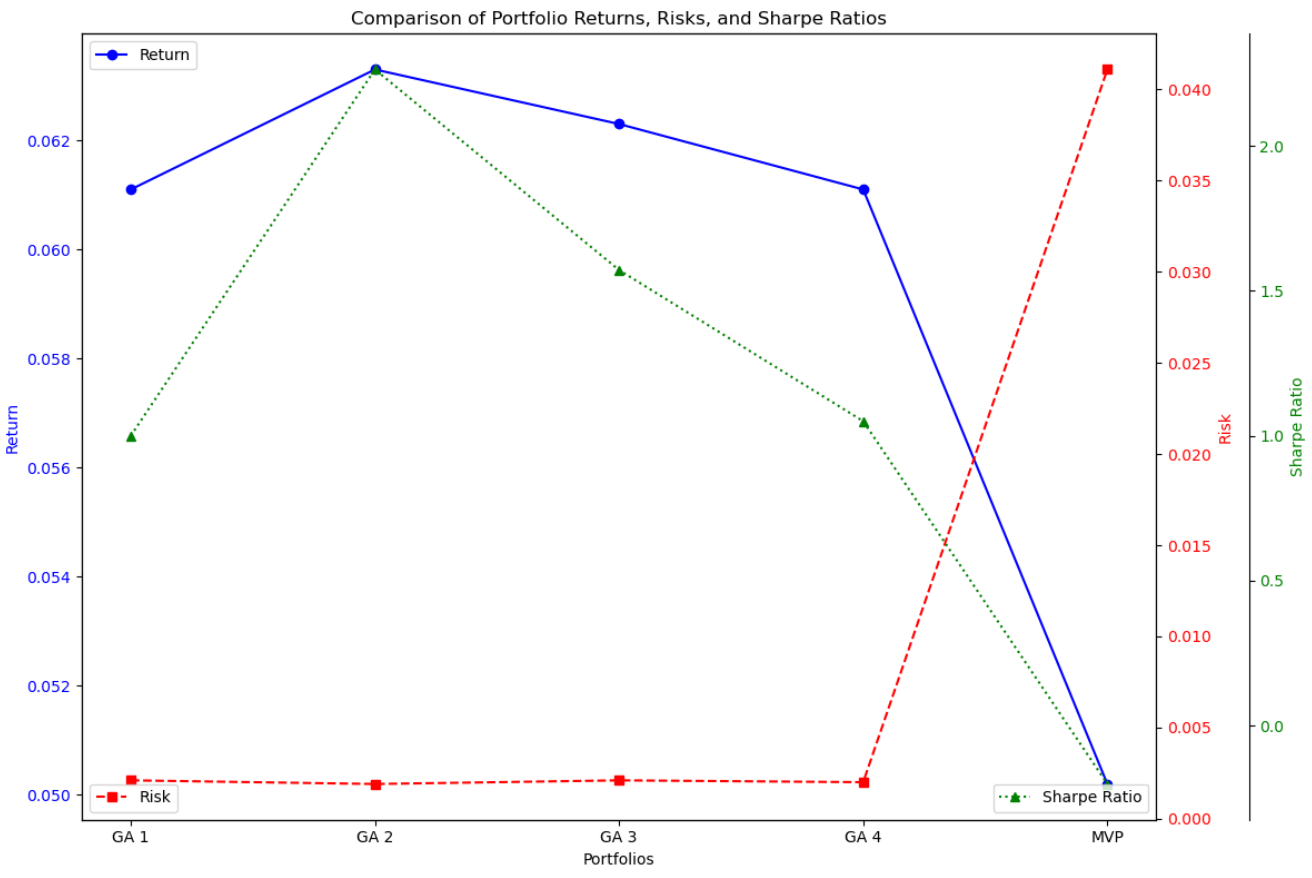 Comparison of Portfolio Returns, Risks, and Sharpe Ratios
Return
0.062
0.060
0.058
0.056
0.054
0.052
0.050
Return
Risk
Sharpe Ratio
GA 1
GA 2
GA 3
GA 4
MVP
Portfolios
0.040
0.035
0.030
0.025
0.020
0.015
0.010
0.005
0.000
Risk
2.0
1.5
1.0
0.5
0.0
Sharpe Ratio